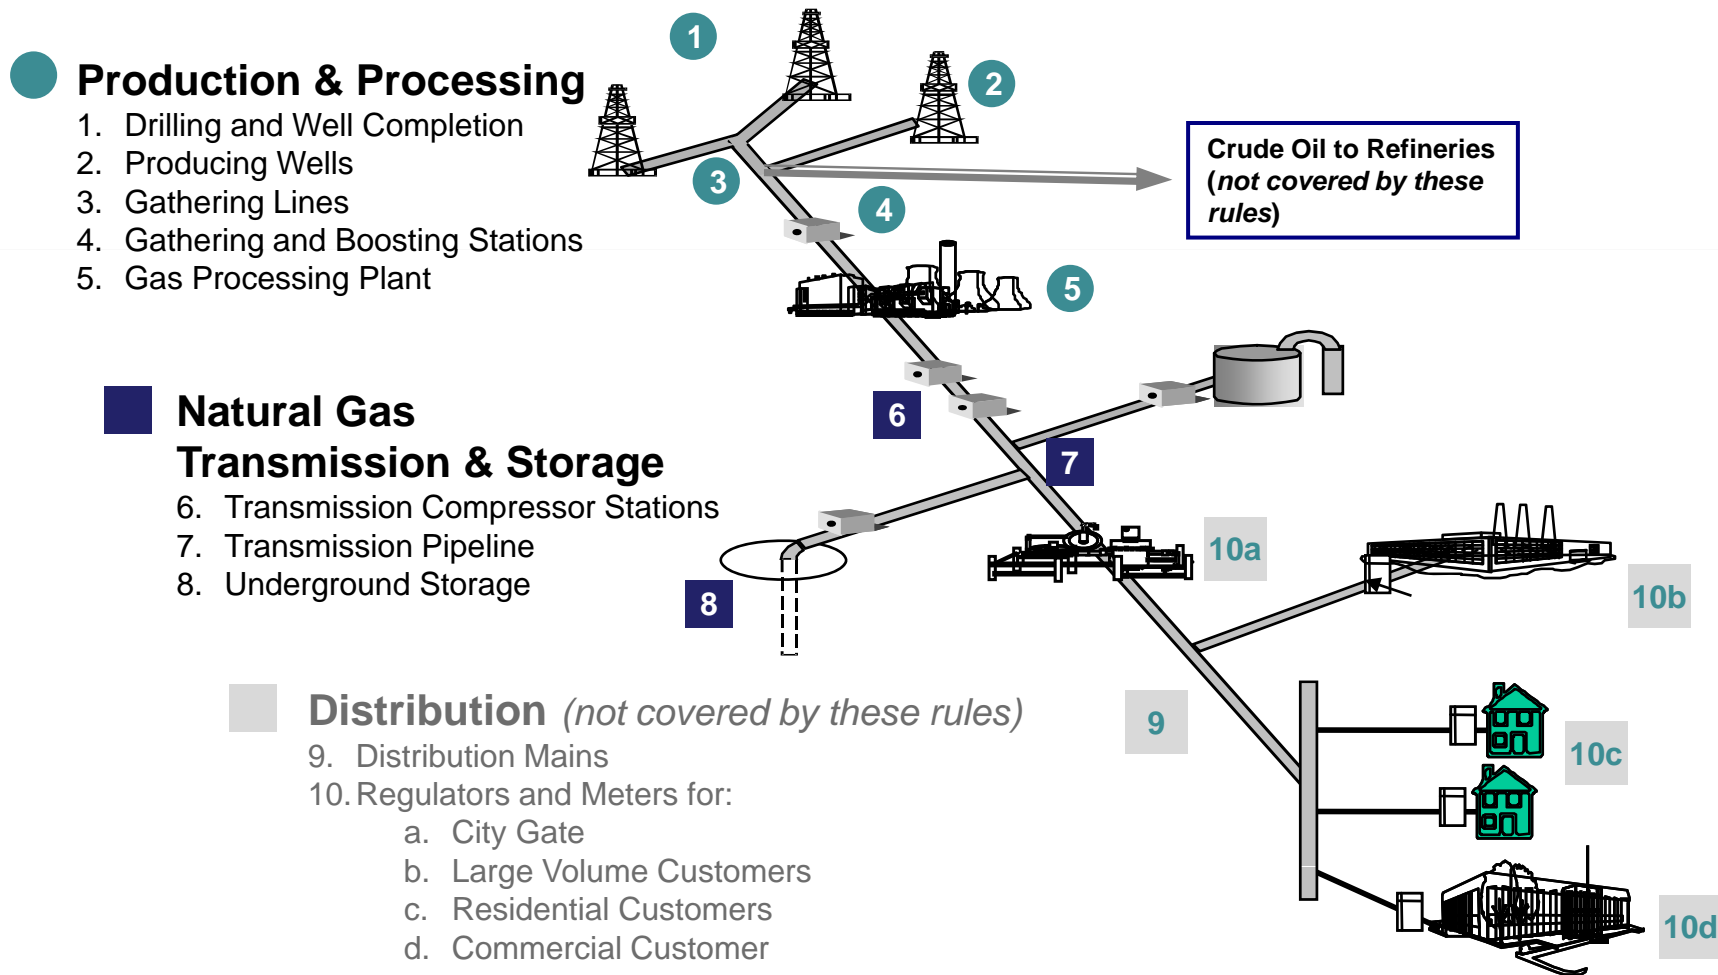 Production & Processing
1. Drilling and Well Completion
2. Producing Wells
3. Gathering Lines
4. Gathering and Boosting Stations
5. Gas Processing Plant
1
2
3
4
5
Crude Oil to Refineries
(not covered by these
rules)
Natural Gas
Transmission & Storage
6. Transmission Compressor Stations
7. Transmission Pipeline
8. Underground Storage
6
7
8
10a
10b
Distribution (not covered by these rules)
9. Distribution Mains
10. Regulators and Meters for:
a. City Gate
b. Large Volume Customers
c. Residential Customers
d. Commercial Customer
9
10c
10d